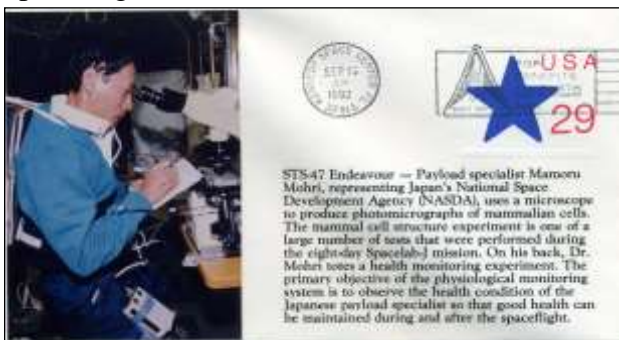 USA
29
SEP 12
1992
STS-47 Endeavour — Payload specialist Mamoru
Mohri, representing Japan's National Space
Development Agency (NASDA), uses a microscope
to produce photomicrographs of mammalian cells.
The mammal cell structure experiment is one of a
large number of tests that were performed during
the eight-day Spacelab-J mission. On his back, Dr.
Mohri totes a health monitoring experiment. The
primary objective of the physiological monitoring
system is to observe the health condition of the
Japanese payload specialist so that good health can
be maintained during and after the spaceflight.